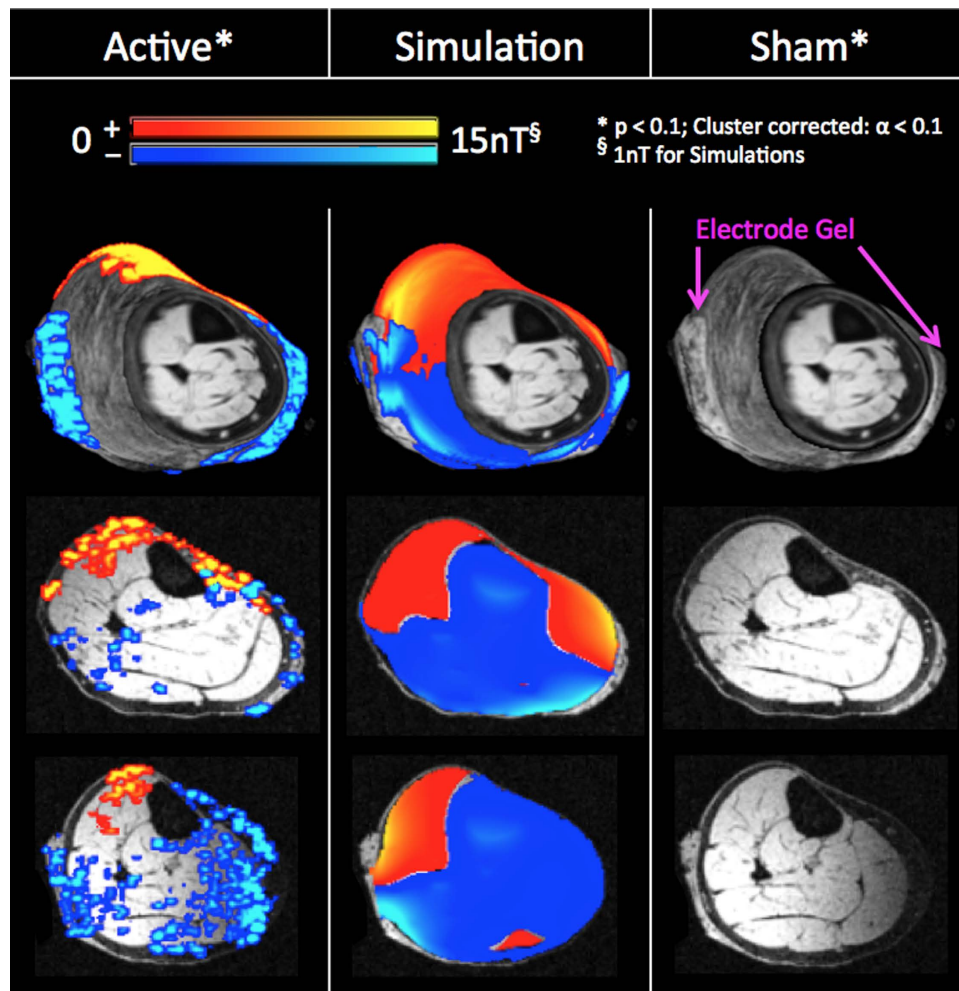 Active*
Simulation
Sham*
0 + − 15nT§
* p < 0.1; Cluster corrected: α < 0.1
§ 1nT for Simulations
Electrode Gel